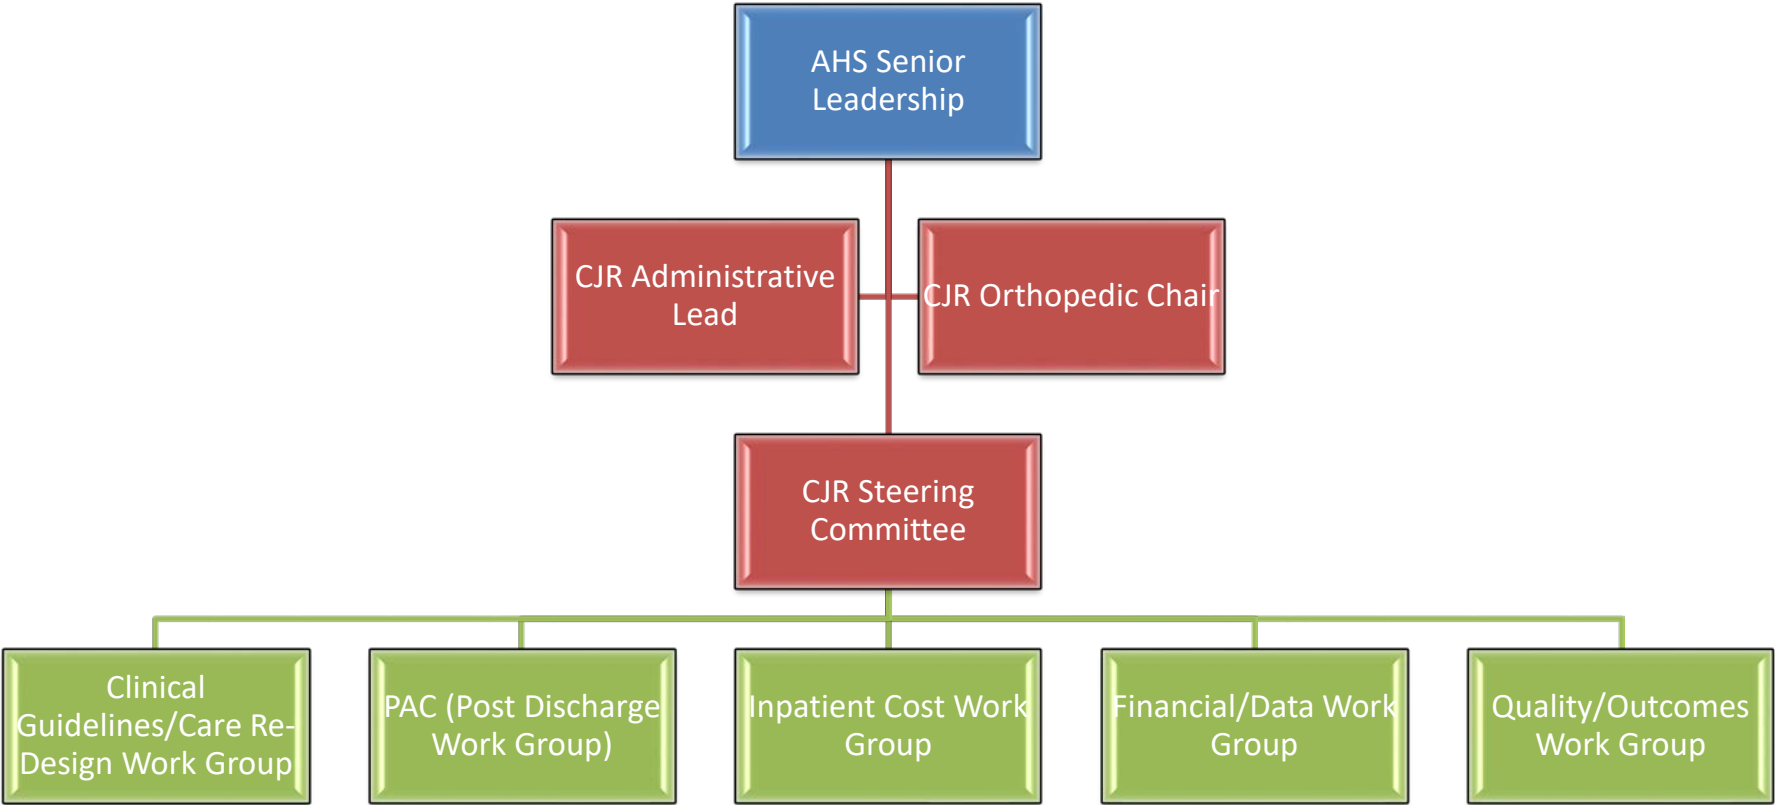 AHS Senior
Leadership
CJR Administrative
Lead
CJR Orthopedic Chair
CJR Steering
Committee
Clinical
Guidelines/Care Re-
Design Work Group
PAC (Post Discharge
Work Group)
Inpatient Cost Work
Group
Financial/Data Work
Group
Quality/Outcomes
Work Group